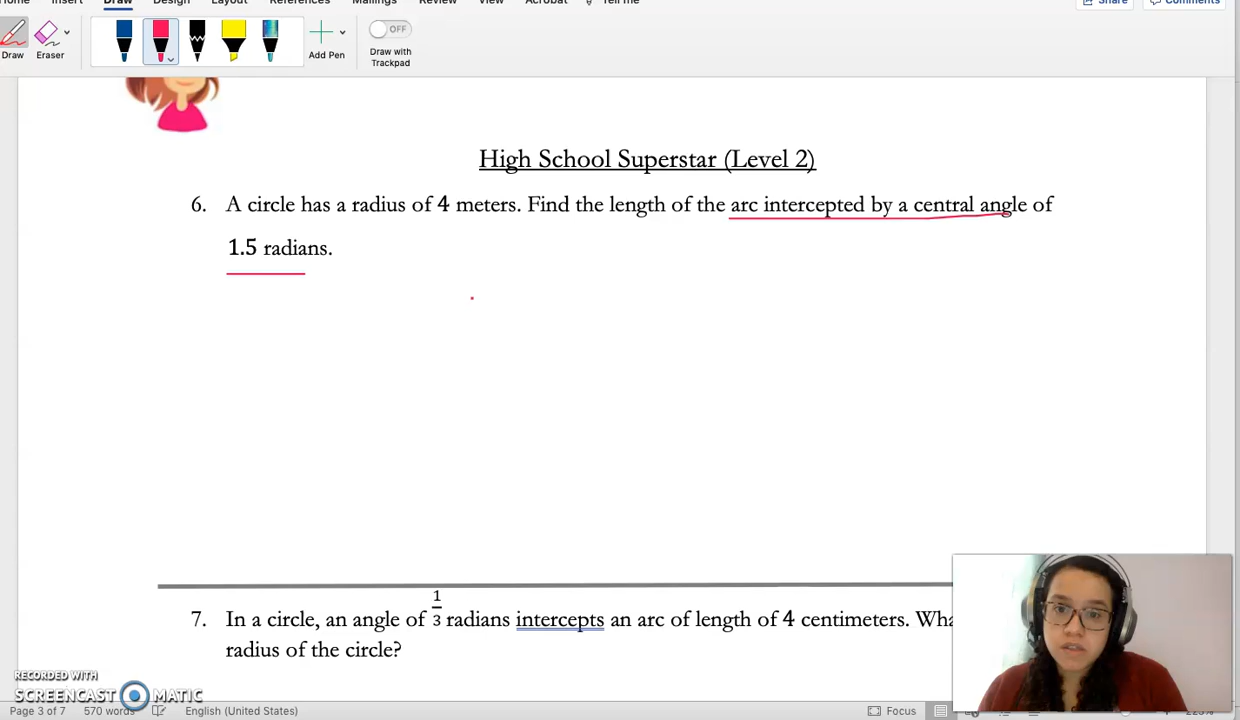 Home Insert Draw Design Layout References Mailings Review View Acrobat Tell me
Share Comments
Draw Eraser Add Pen OFF Draw with
Trackpad
High School Superstar (Level 2)
6. A circle has a radius of 4 meters. Find the length of the arc intercepted by a central angle of
1.5 radians.
7. In a circle, an angle of 1/3 radians intercepts an arc of length of 4 centimeters.
radius of the circle?
RECORDED WITH
SCREENCAST MATIC
Page 3 of 7 570 words English (United States) Focus